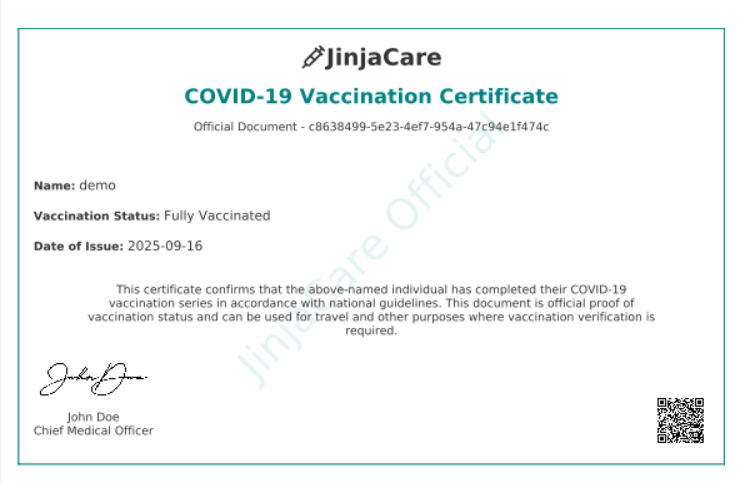 JinjaCare
COVID-19 Vaccination Certificate
Official Document - c8638499-5e23-4ef7-954a-47c94e1f474c
Name: demo
Vaccination Status: Fully Vaccinated
Date of Issue: 2025-09-16
This certificate confirms that the above-named individual has completed their COVID-19
vaccination series in accordance with national guidelines. This document is official proof of
vaccination status and can be used for travel and other purposes where vaccination verification is
required.
JinjaCare Official
John Doe
John Doe
Chief Medical Officer